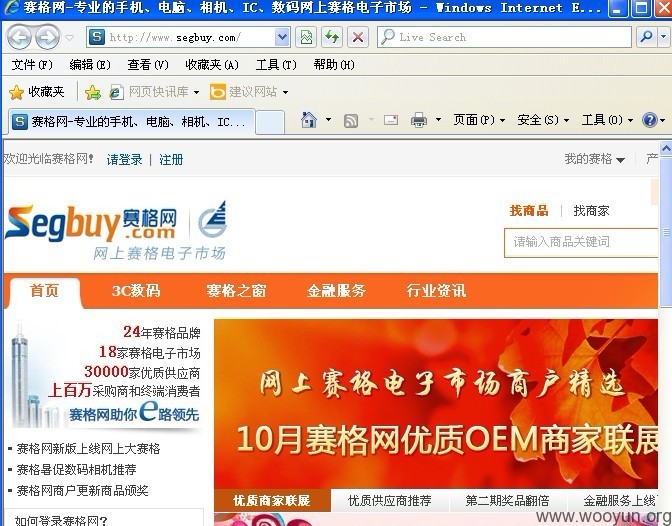 赛格网-专业的手机、电脑、相机、IC、数码网上赛格电子市场 - Windows Internet E...
http://www.segbuy.com/
Live Search
文件(F) 编辑(E) 查看(V) 收藏夹(A) 工具(T) 帮助(H)
收藏夹 网页快讯库 建议网站
赛格网-专业的手机、电脑、相机、IC... 页面(P) 安全(S) 工具(O)
欢迎光临赛格网! 请登录 | 注册 我的赛格
Segbuy.com 赛格网
网上赛格电子市场
找商品 | 找商家
请输入商品关键词
首页 3C数码 赛格之窗 金融服务 行业资讯
24年赛格品牌
18家赛格电子市场
30000家优质供应商
上百万采购商和终端消费者
赛格网助你e路领先
网上赛格电子市场商户精选
10月赛格网优质OEM商家联展
赛格网新版上线网上大赛格
赛格暑促数码相机推荐
赛格网商户更新商品颁奖
优质商家联展 优质供应商推荐 第二期奖品翻倍 金融服务上线
如何登录赛格网?
www.wooyun.org